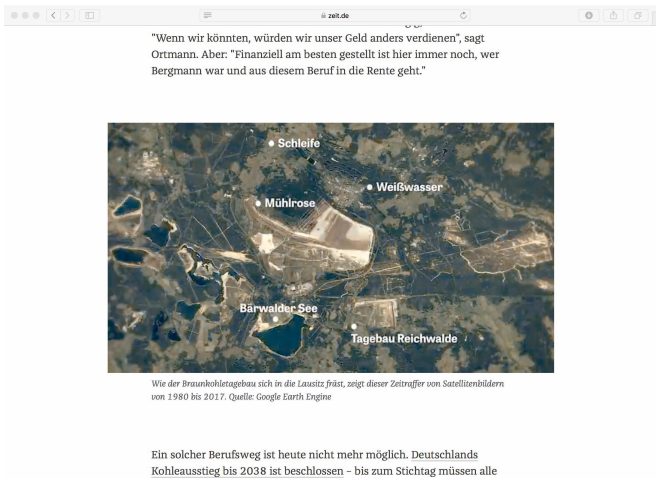 zeit.de
"Wenn wir könnten, würden wir unser Geld anders verdienen", sagt
Ortmann. Aber: "Finanziell am besten gestellt ist hier immer noch, wer
Bergmann war und aus diesem Beruf in die Rente geht."
Schleife
Weißwasser
Mühlrose
Bärwalder See
Tagebau Reichwalde
Wie der Braunkohletagebau sich in die Lausitz fräst, zeigt dieser Zeitraffer von Satellitenbildern
von 1980 bis 2017. Quelle: Google Earth Engine
Ein solcher Berufsweg ist heute nicht mehr möglich. Deutschlands
Kohleausstieg bis 2038 ist beschlossen – bis zum Stichtag müssen alle